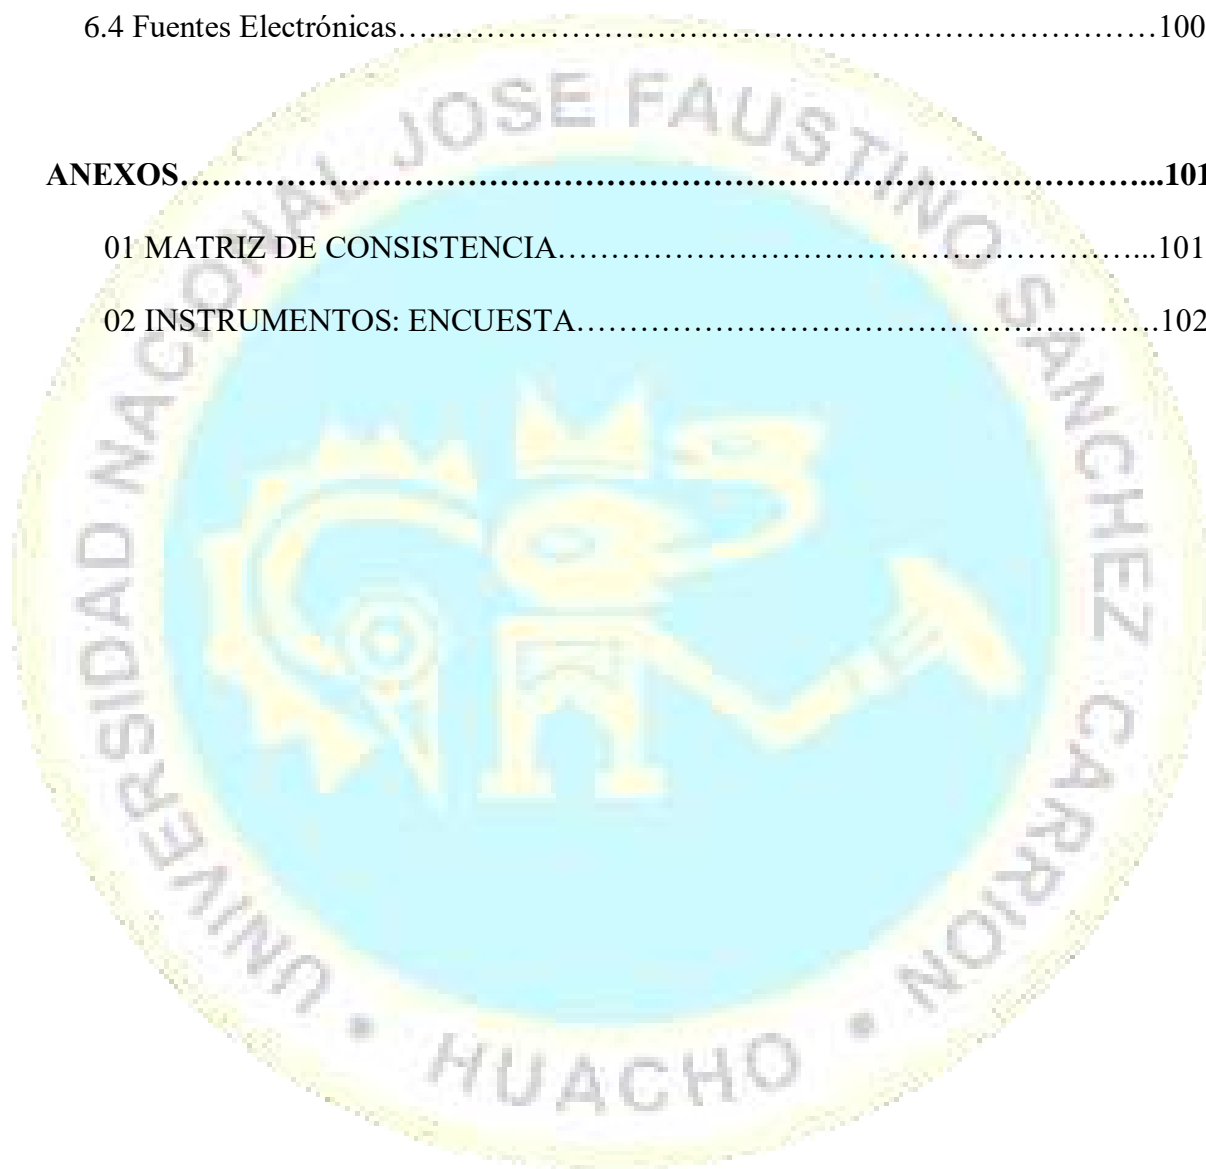 6.4 Fuentes Electrónicas…...…………………………………………………………100
ANEXOS…………………………………………………………………………...101
01 MATRIZ DE CONSISTENCIA………………………………………………...101
02 INSTRUMENTOS: ENCUESTA……………………………………………….102
UNIVERSIDAD NACIONAL JOSE FAUSTINO SANCHEZ CARRION • HUACHO •